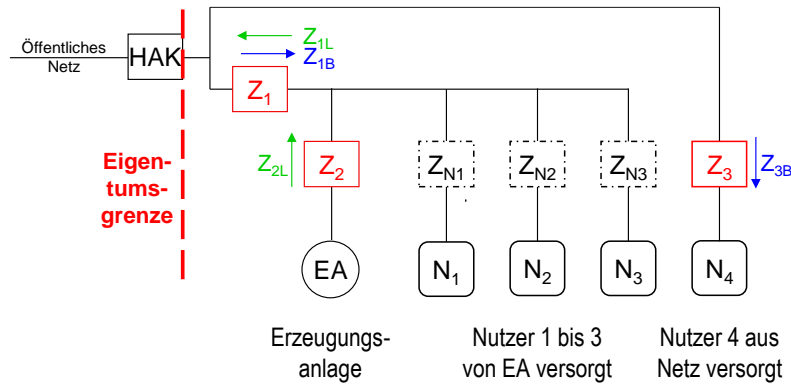 Öffentliches
Netz
HAK
Z1L
Z1B
Z1
Eigen-
tums-
grenze
Z2L
Z2
ZN1
ZN2
ZN3
Z3
Z3B
EA
N1
N2
N3
N4
Erzeugungs-
anlage
Nutzer 1 bis 3
von EA versorgt
Nutzer 4 aus
Netz versorgt